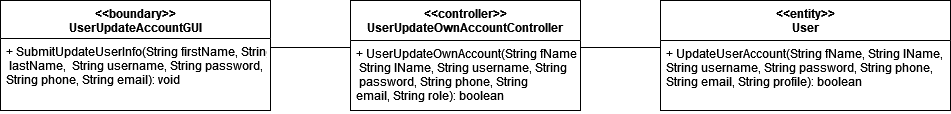 <<boundary>>
UserUpdateAccountGUI
+ SubmitUpdateUserInfo(String firstName, Strin
lastName, String username, String password,
String phone, String email): void
<<controller>>
UserUpdateOwnAccountController
+ UserUpdateOwnAccount(String fName
String lName, String username, String
password, String phone, String
email, String role): boolean
<<entity>>
User
+ UpdateUserAccount(String fName, String lName,
String username, String password, String phone,
String email, String profile): boolean